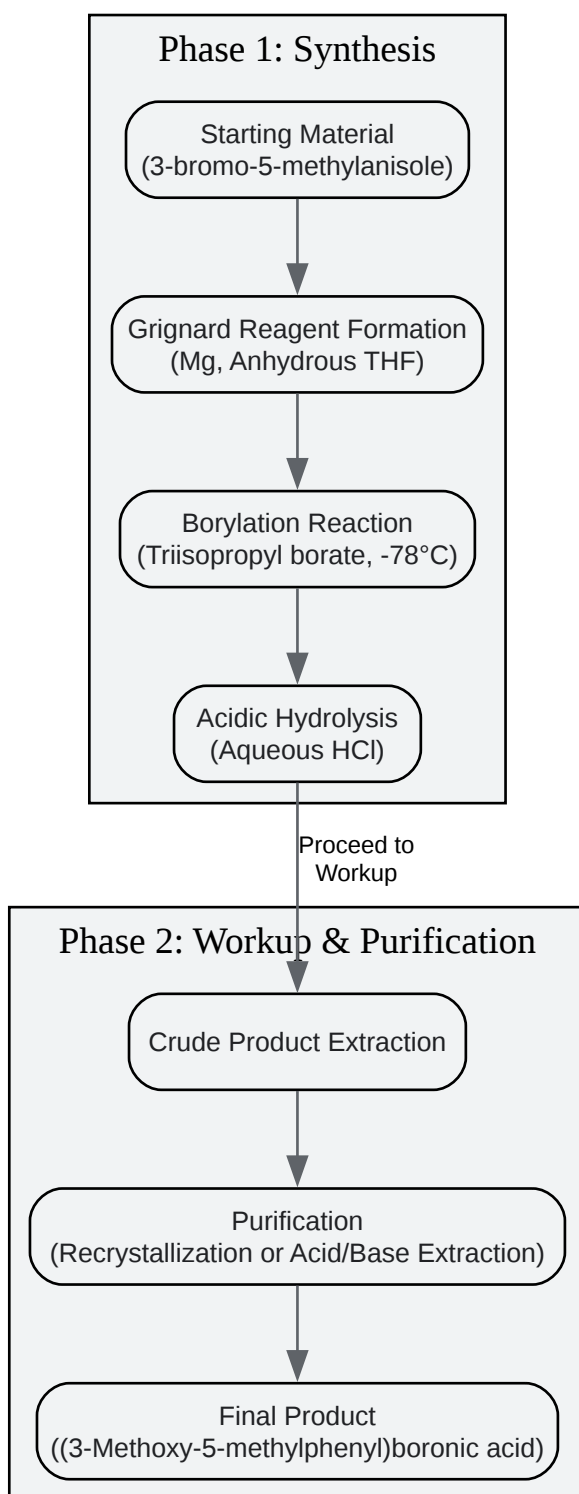 Phase 1: Synthesis
Starting Material
(3-bromo-5-methylanisole)
Grignard Reagent Formation
(Mg, Anhydrous THF)
Borylation Reaction
(Triisopropyl borate, -78°C)
Acidic Hydrolysis
(Aqueous HCl)
Proceed to
Workup
Phase 2: Workup & Purification
Crude Product Extraction
Purification
(Recrystallization or Acid/Base Extraction)
Final Product
((3-Methoxy-5-methylphenyl)boronic acid)